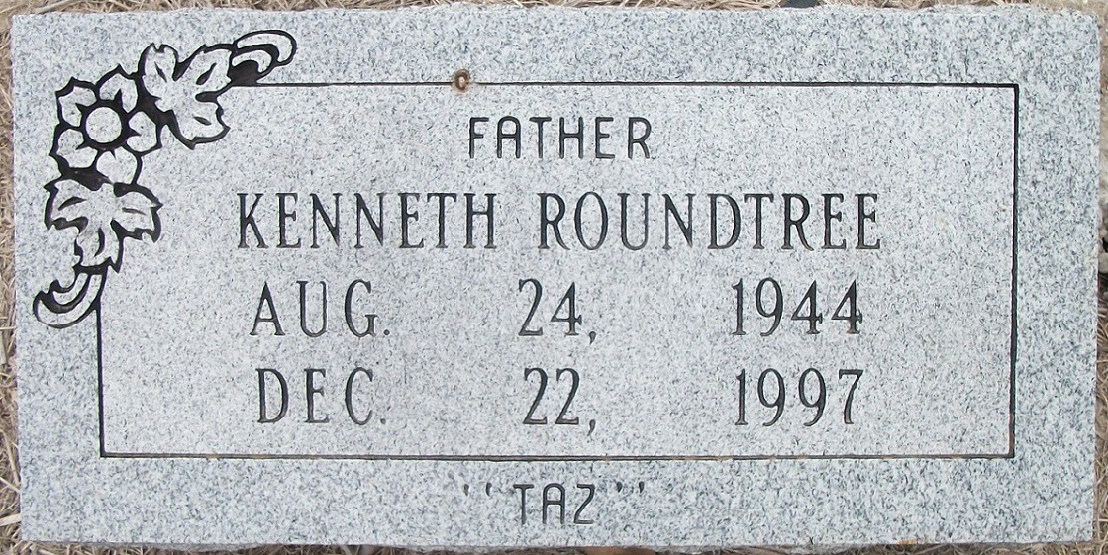 FATHER
KENNETH ROUNDTREE
AUG. 24, 1944
DEC. 22, 1997
"TAZ"